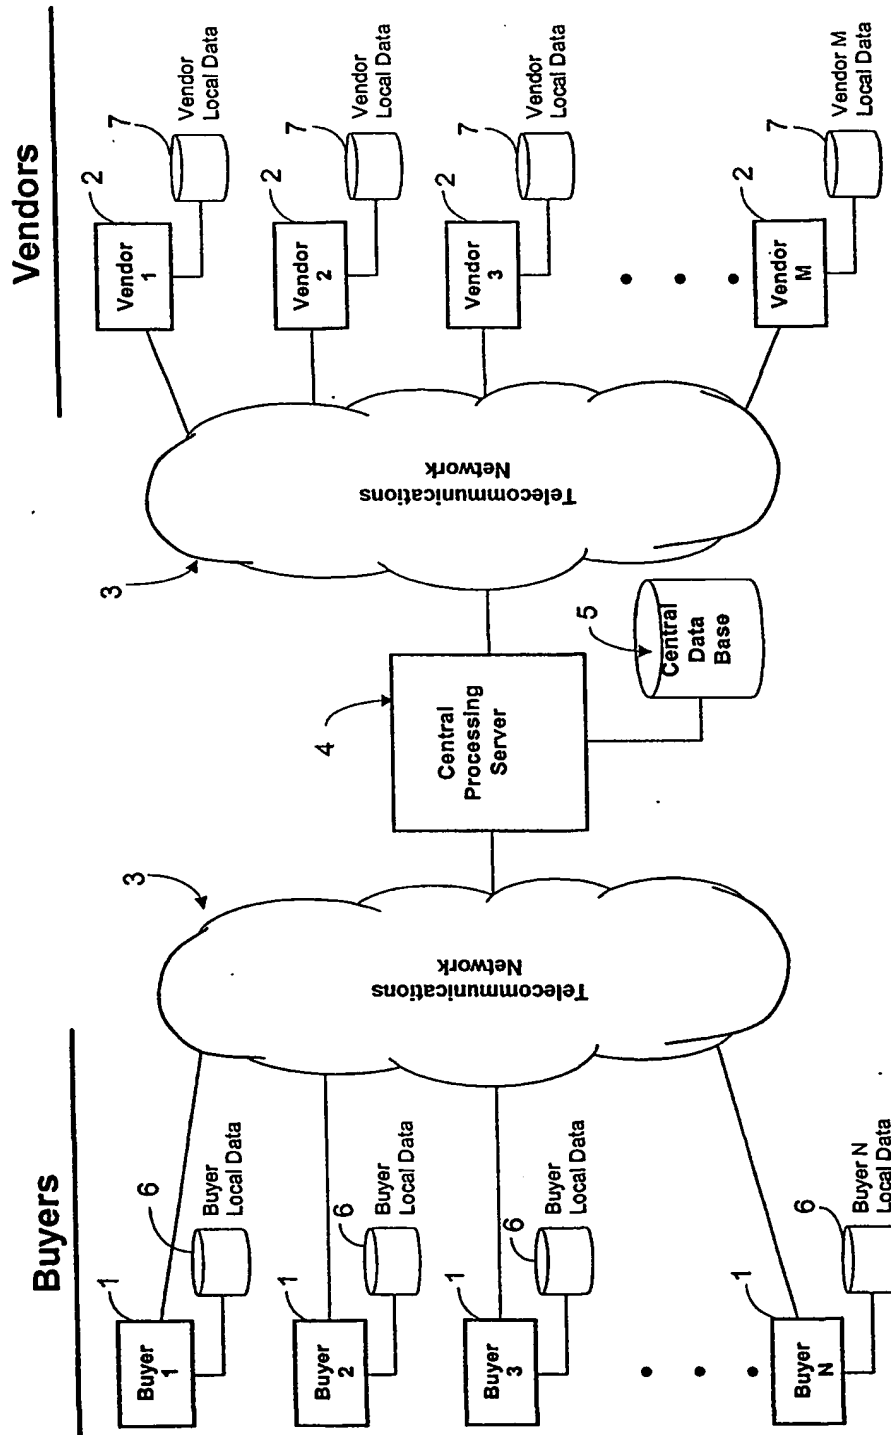 Buyers
Vendors
Buyer
1
1
6
Buyer
Local Data
Buyer
2
1
6
Buyer
Local Data
Buyer
3
1
6
Buyer
Local Data
Buyer
N
1
6
Buyer N
Local Data
3
Telecommunications
Network
4
Central
Processing
Server
5
Central
Data
Base
3
Telecommunications
Network
Vendor
1
2
7
Vendor
Local Data
Vendor
2
2
7
Vendor
Local Data
Vendor
3
2
7
Vendor
Local Data
Vendor
M
2
7
Vendor M
Local Data